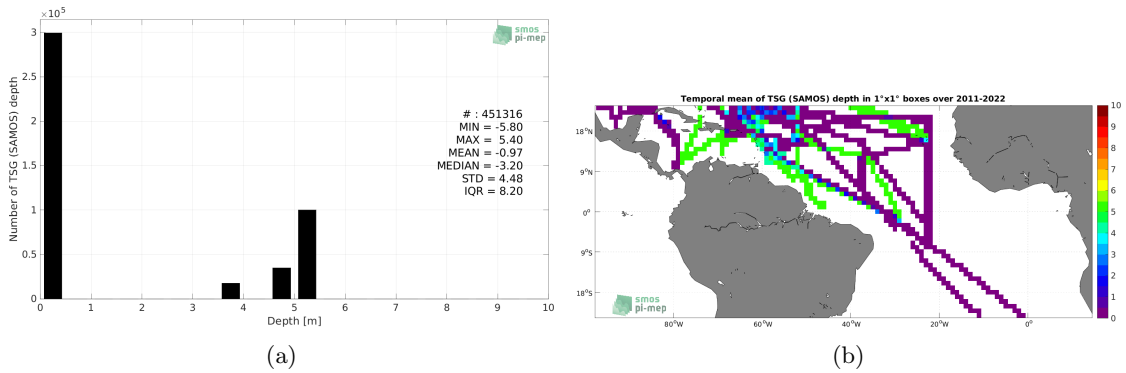 ×10⁵
3
2.5
2
1.5
1
0.5
0
Number of TSG (SAMOS) depth
0 1 2 3 4 5 6 7 8 9 10
Depth [m]
smos
pi-mep
# : 451316
MIN = -5.80
MAX = 5.40
MEAN = -0.97
MEDIAN = -3.20
STD = 4.48
IQR = 8.20
(a)
Temporal mean of TSG (SAMOS) depth in 1°x1° boxes over 2011-2022
18°N
9°N
0°
9°S
18°S
80°W 60°W 40°W 20°W 0°
smos
pi-mep
10
9
8
7
6
5
4
3
2
1
0
(b)